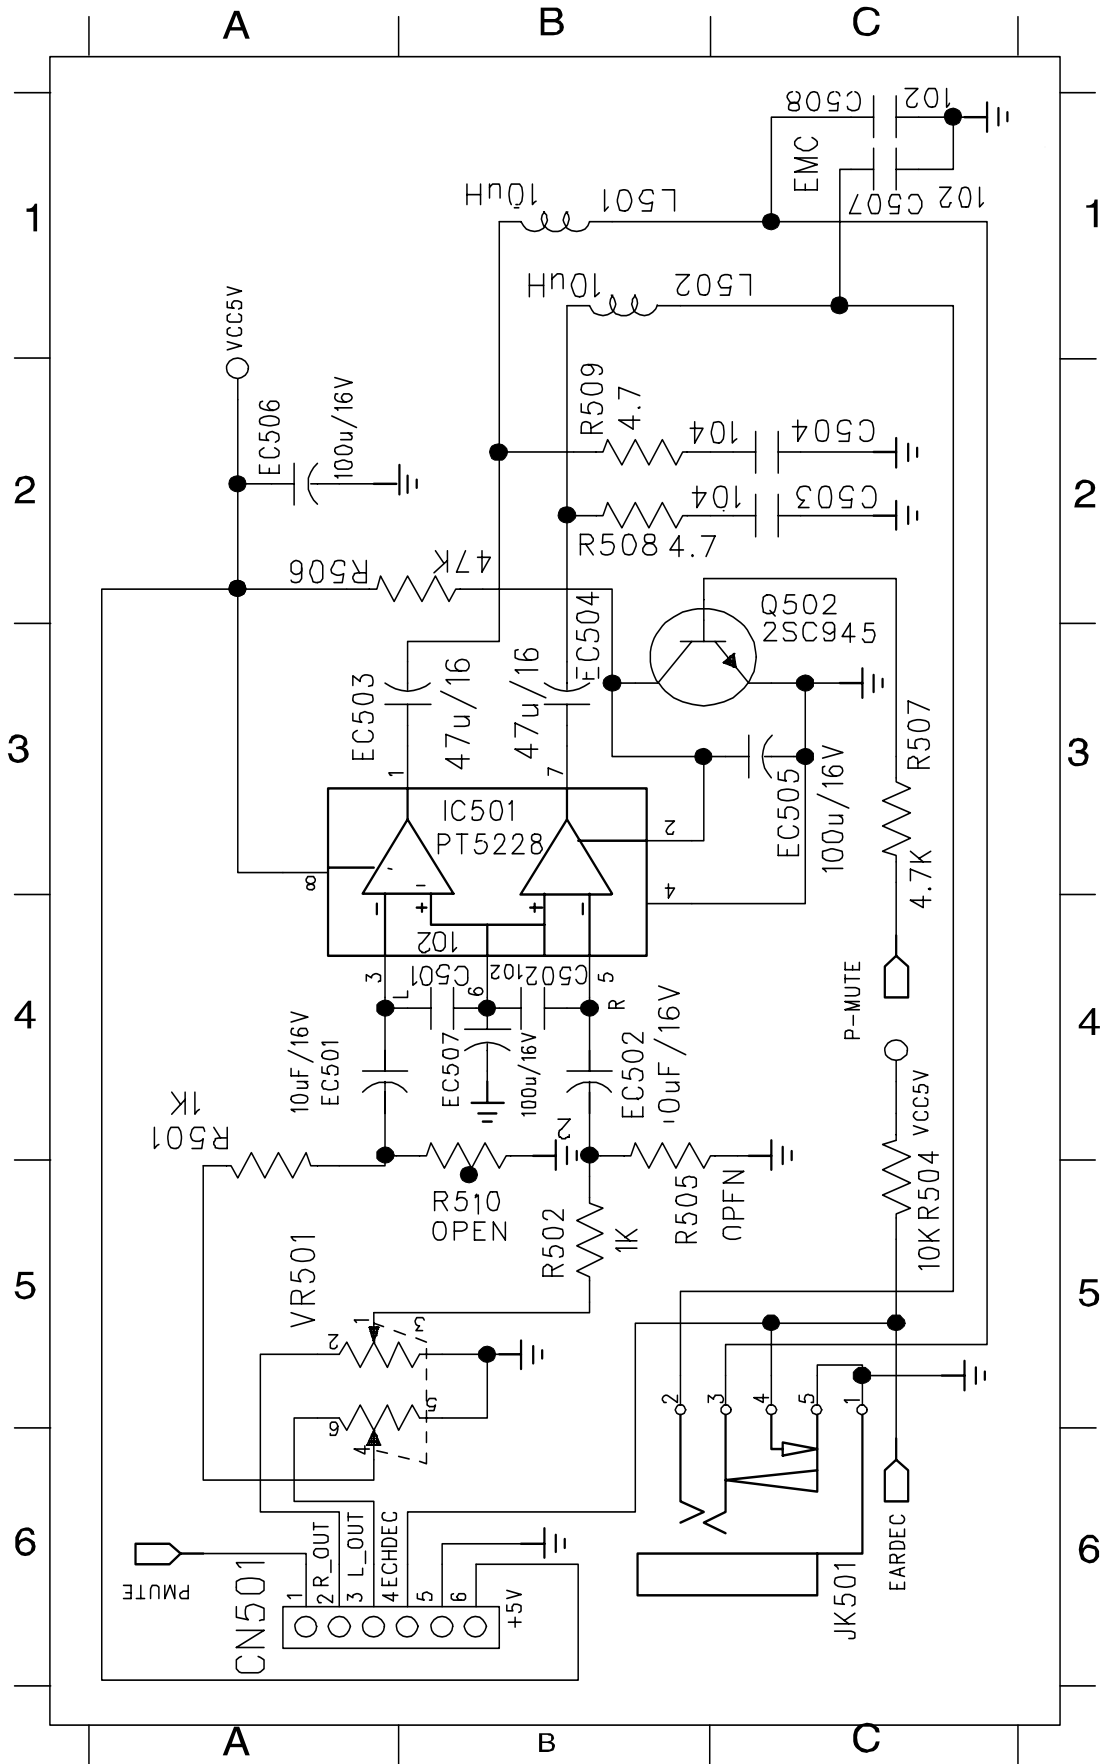 A
B
C
C508
102
EMC
C507
102
1
1
10uH
L501
10uH
L502
VCC5V
EC506
100u/16V
R509
4.7
104
C504
2
2
104
C503
R508 4.7
R506
47K
EC504
Q502
2SC945
EC503
47u/16
47u/16
R507
3
3
1
7
IC501
PT5228
EC505
100u/16V
2
8
4
4.7K
-
-
-
+
+
-
102
3
L
C501
6
102
C502
5
R
P-MUTE
4
4
10uF/16V
EC501
EC507
100u/16V
EC502
10uF/16V
VCC5V
1K
R501
2
R510
OPEN
R502
1K
R505
10K
R504
5
5
VR501
1
2
3
5
6
4
2
3
4
5
1
6
6
PMUTE
CN501
1
2
R_OUT
3
L_OUT
4
ECHDEC
5
6
+5V
JK501
EARDEC
A
B
C